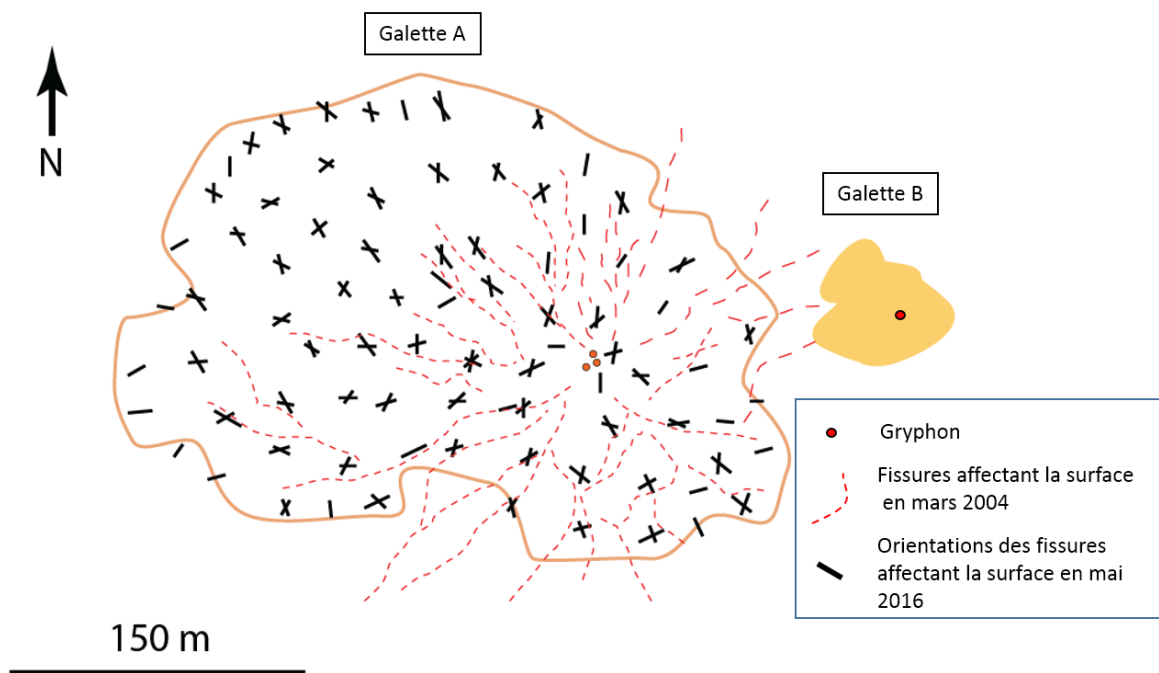 Galette A
N
Galette B
Gryphon
Fissures affectant la surface
en mars 2004
Orientations des fissures
affectant la surface en mai
2016
150 m